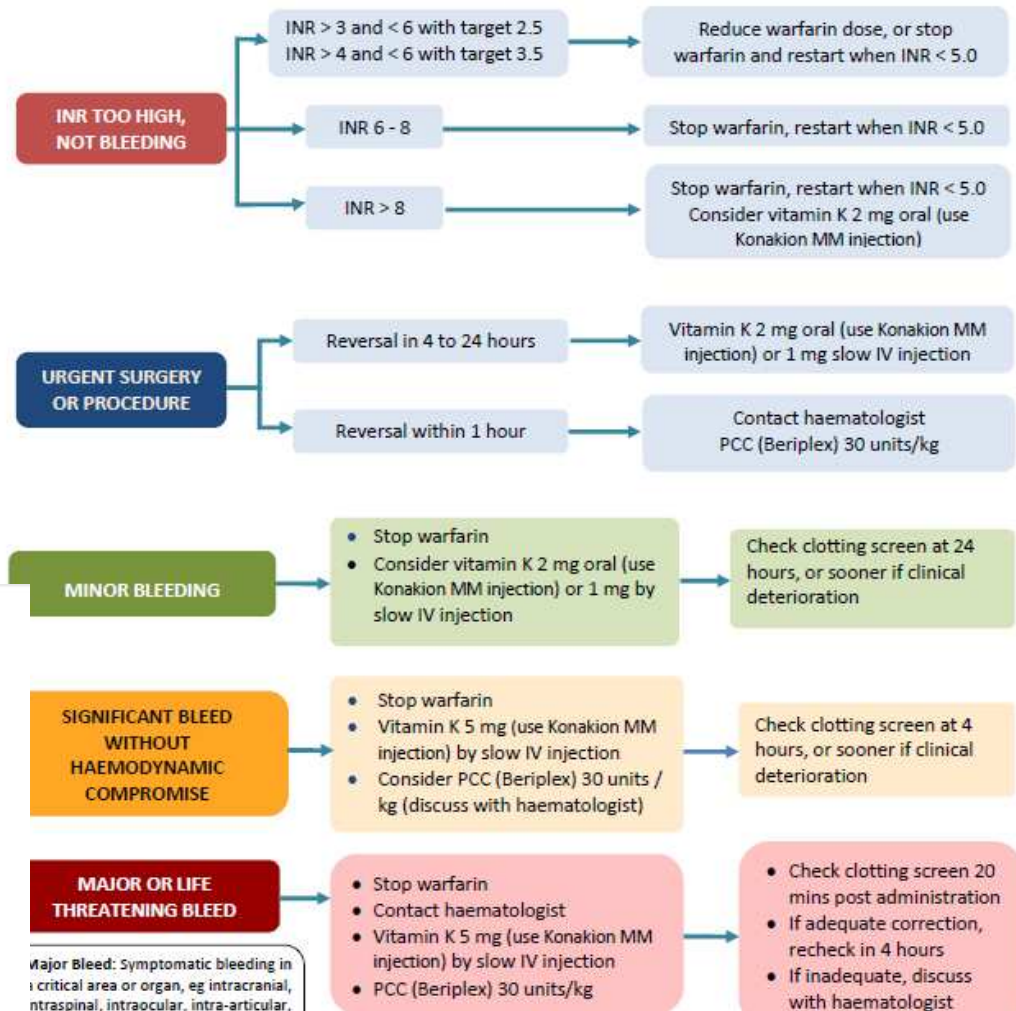 INR > 3 and < 6 with target 2.5
INR > 4 and < 6 with target 3.5
Reduce warfarin dose, or stop
warfarin and restart when INR < 5.0
INR TOO HIGH,
NOT BLEEDING
INR 6 - 8
Stop warfarin, restart when INR < 5.0
INR > 8
Stop warfarin, restart when INR < 5.0
Consider vitamin K 2 mg oral (use
Konakion MM injection)
URGENT SURGERY
OR PROCEDURE
Reversal in 4 to 24 hours
Vitamin K 2 mg oral (use Konakion MM
injection) or 1 mg slow IV injection
Reversal within 1 hour
Contact haematologist
PCC (Beriplex) 30 units/kg
MINOR BLEEDING
• Stop warfarin
• Consider vitamin K 2 mg oral (use
Konakion MM injection) or 1 mg by
slow IV injection
Check clotting screen at 24
hours, or sooner if clinical
deterioration
SIGNIFICANT BLEED
WITHOUT
HAEMODYNAMIC
COMPROMISE
• Stop warfarin
• Vitamin K 5 mg (use Konakion MM
injection) by slow IV injection
• Consider PCC (Beriplex) 30 units /
kg (discuss with haematologist)
Check clotting screen at 4
hours, or sooner if clinical
deterioration
MAJOR OR LIFE
THREATENING BLEED
• Stop warfarin
• Contact haematologist
• Vitamin K 5 mg (use Konakion MM
injection) by slow IV injection
• PCC (Beriplex) 30 units/kg
• Check clotting screen 20
mins post administration
• If adequate correction,
recheck in 4 hours
• If inadequate, discuss
with haematologist
Major Bleed: Symptomatic bleeding in
a critical area or organ, eg intracranial,
intraspinal, intraocular, intra-articular,